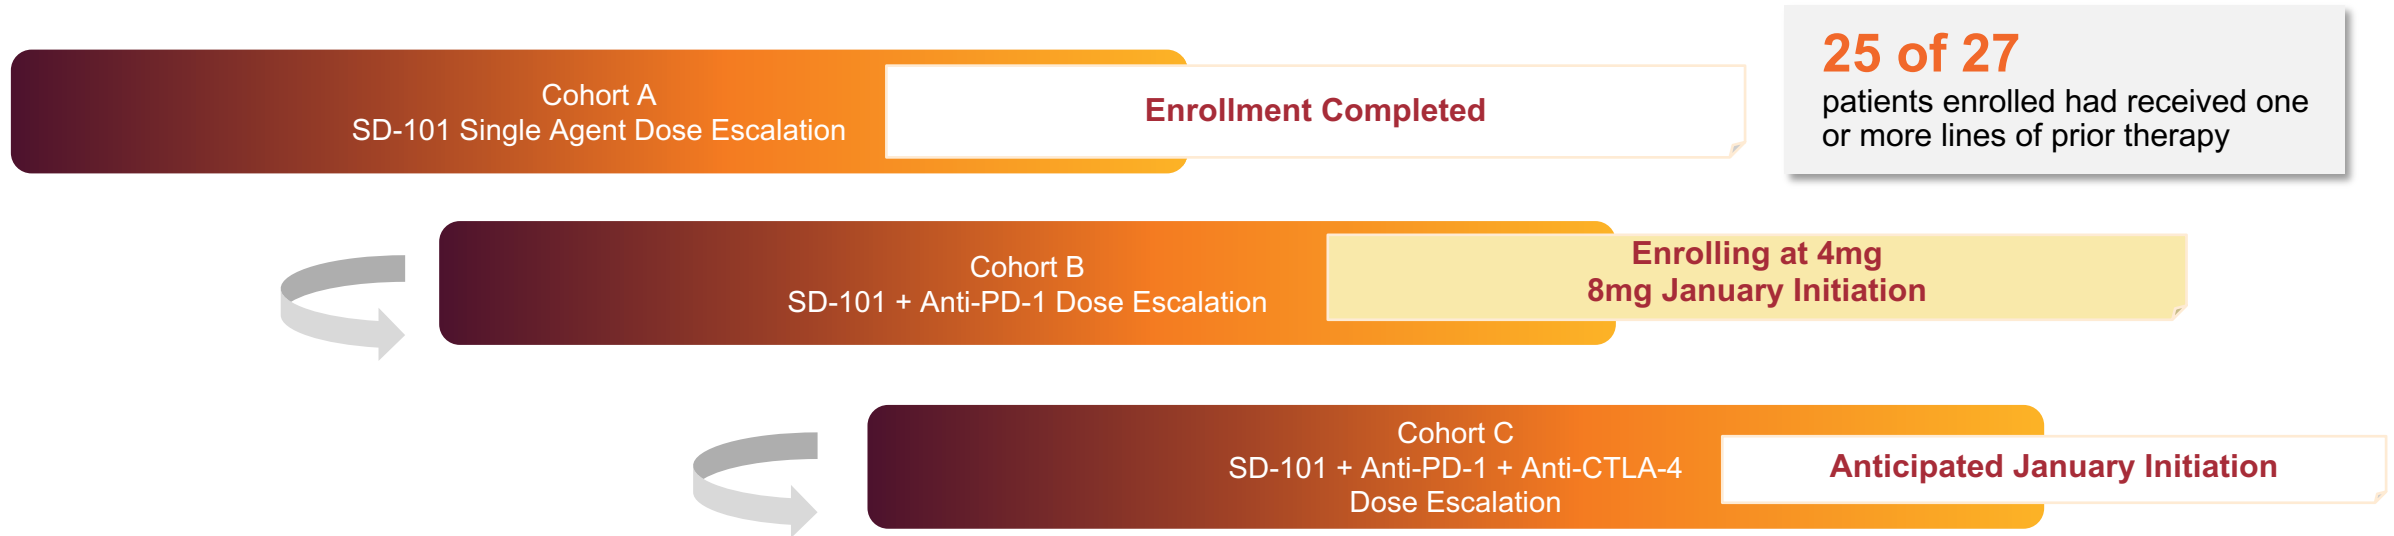 Cohort A
SD-101 Single Agent Dose Escalation
Enrollment Completed
25 of 27
patients enrolled had received one
or more lines of prior therapy
Cohort B
SD-101 + Anti-PD-1 Dose Escalation
Enrolling at 4mg
8mg January Initiation
Cohort C
SD-101 + Anti-PD-1 + Anti-CTLA-4
Dose Escalation
Anticipated January Initiation